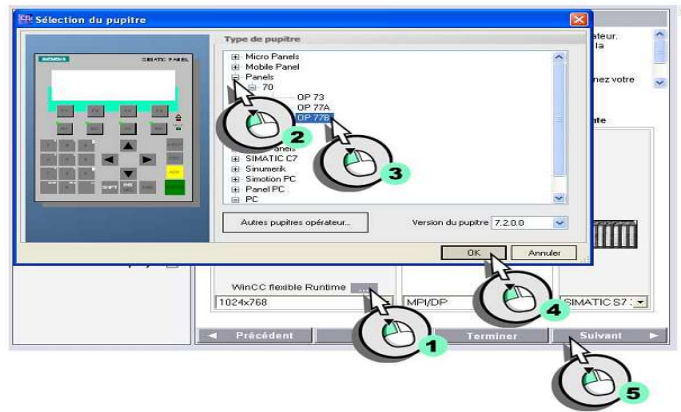 Sélection du pupitre
Type de pupitre
SIEMENS
SIMATIC PANEL
Micro Panels
Mobile Panel
Panels
70
OP 73
OP 77A
OP 77B
Panels
SIMATIC C7
Sinumerik
Simotion PC
Panel PC
PC
Autres pupitres opérateur...
Version du pupitre 7.2.0.0
OK
Annuler
ateur.
la
nez votre
WinCC flexible Runtime ...
1024x768
MPI/DP
SIMATIC S7
Précédent
Terminer
Suivant
2
3
4
1
5